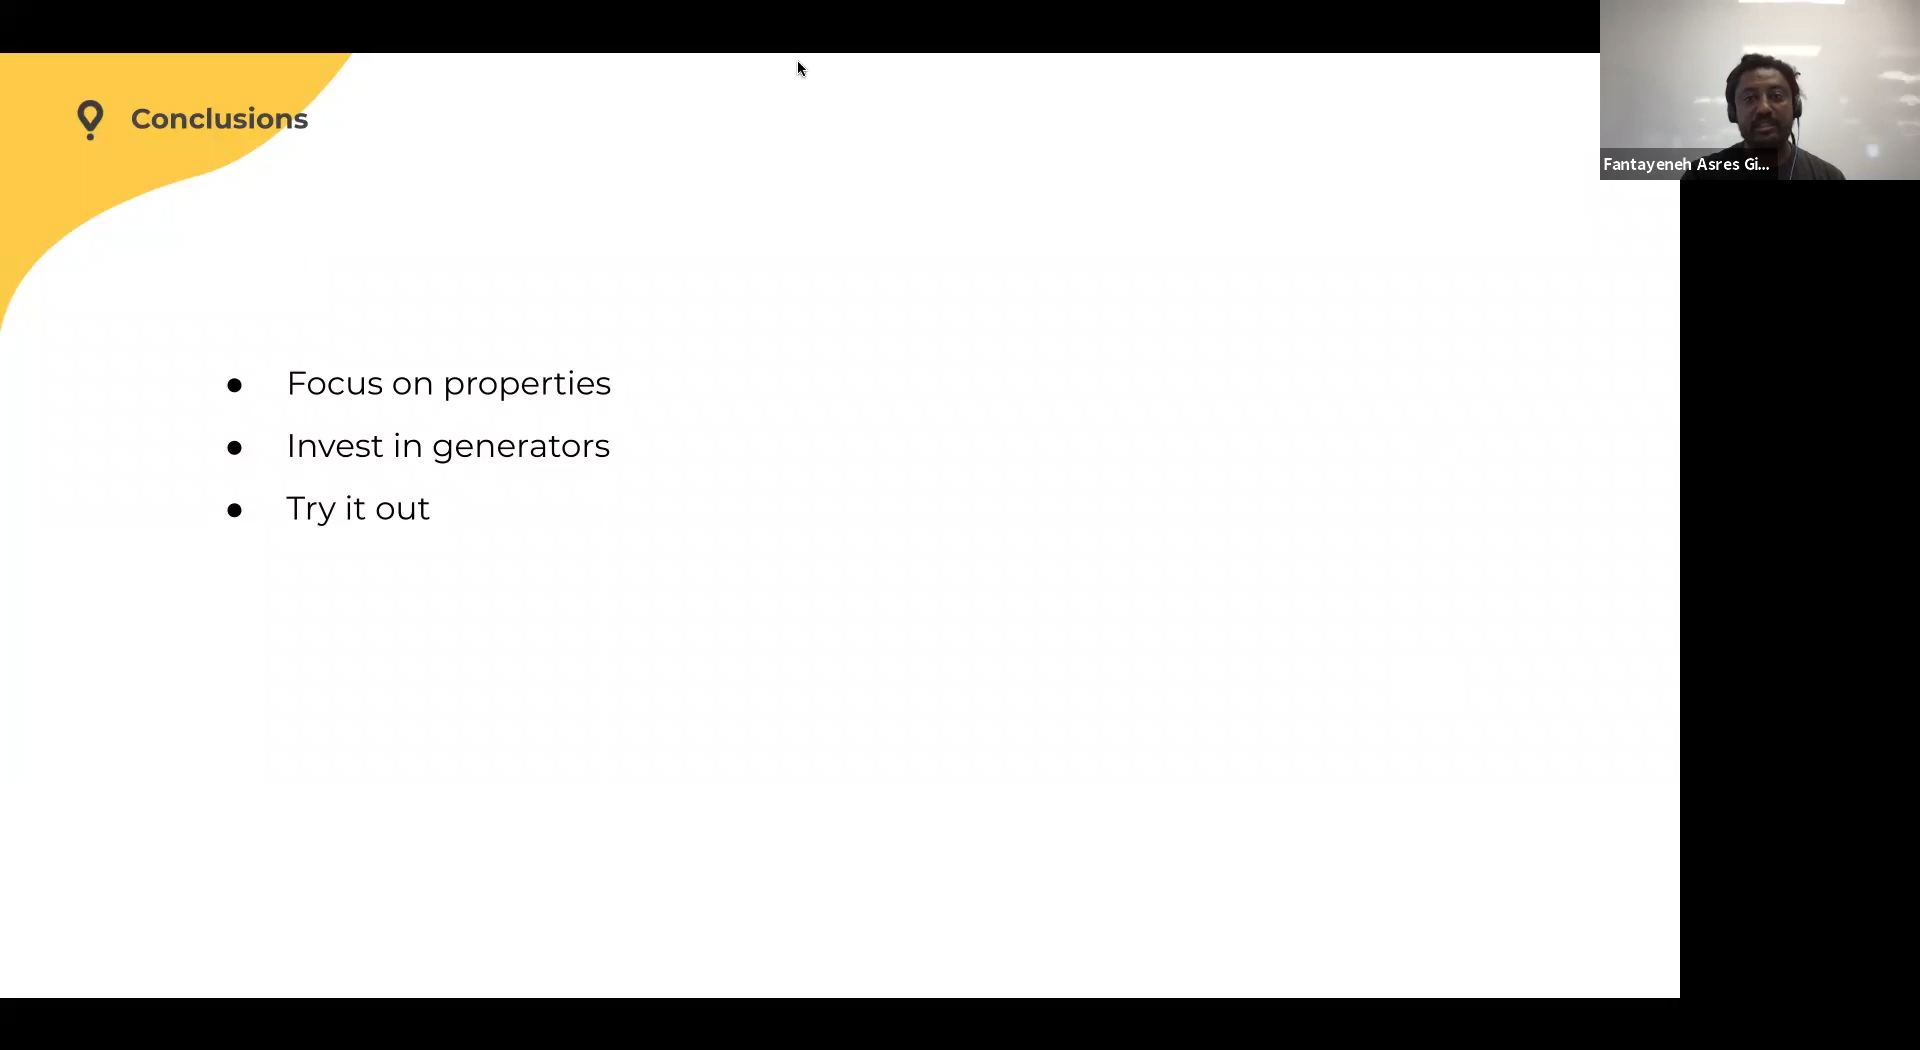 Conclusions
Fantayeneh Asres Gi...
● Focus on properties
● Invest in generators
● Try it out